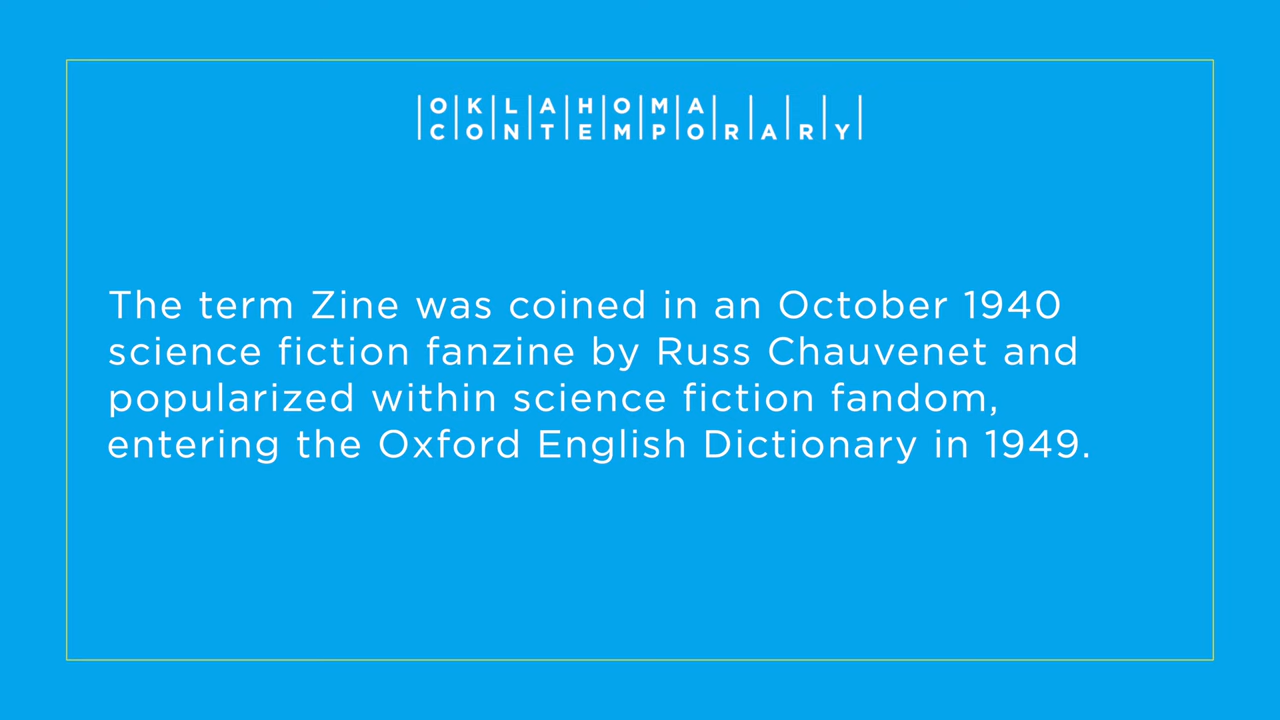 OKLAHOMA
CONTEMPORARY
The term Zine was coined in an October 1940
science fiction fanzine by Russ Chauvenet and
popularized within science fiction fandom,
entering the Oxford English Dictionary in 1949.